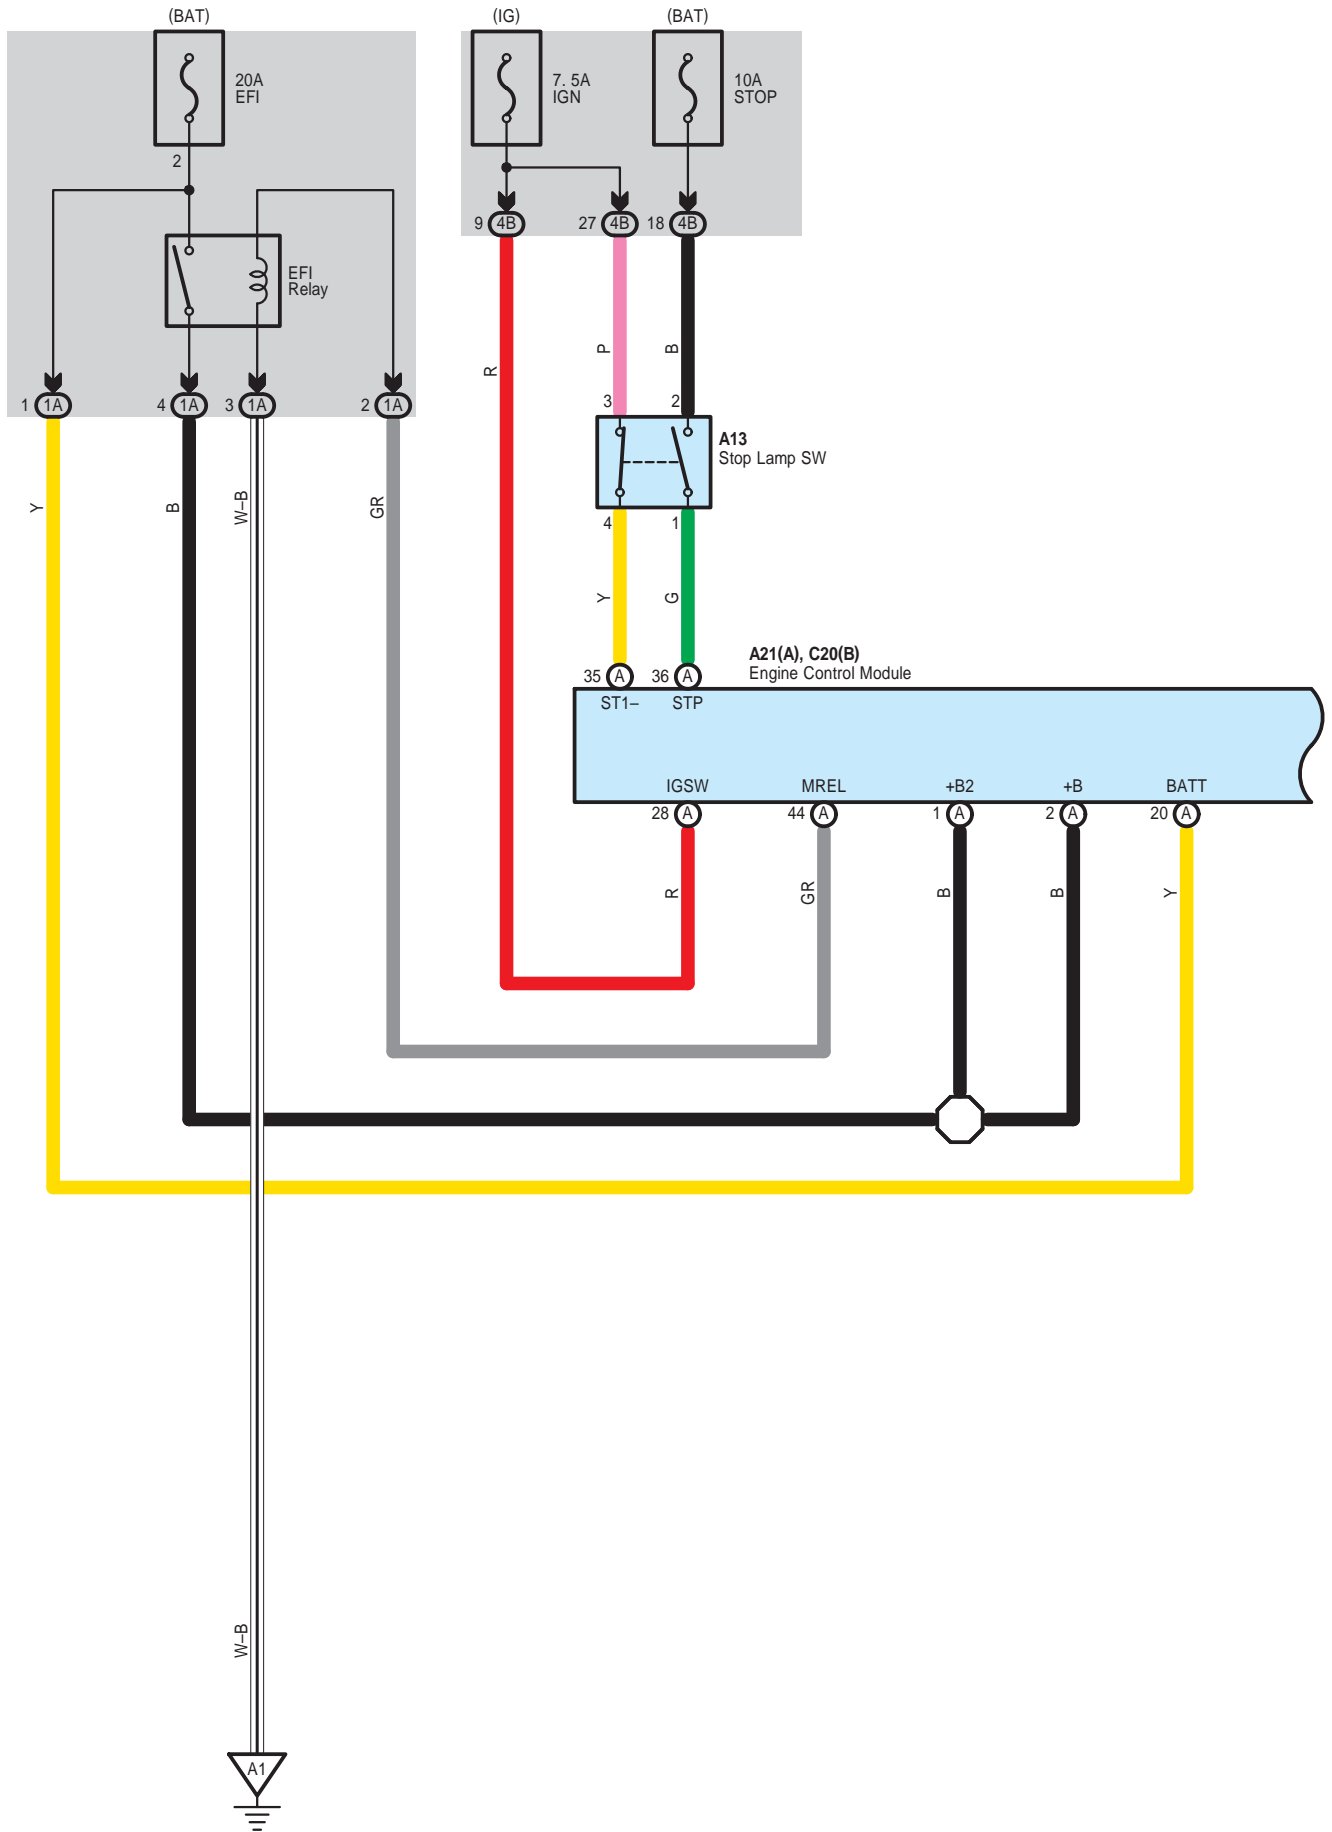 (BAT)
(IG)
(BAT)
20A
EFI
7. 5A
IGN
10A
STOP
2
9 4B
27 4B
18 4B
EFI
Relay
1 1A
4 1A
3 1A
2 1A
R
P
B
3
2
A13
Stop Lamp SW
Y
B
W–B
GR
4
1
Y
G
A21(A), C20(B)
Engine Control Module
35 A
36 A
ST1–
STP
IGSW
MREL
+B2
+B
BATT
28 A
44 A
1 A
2 A
20 A
R
GR
B
B
Y
W–B
A1